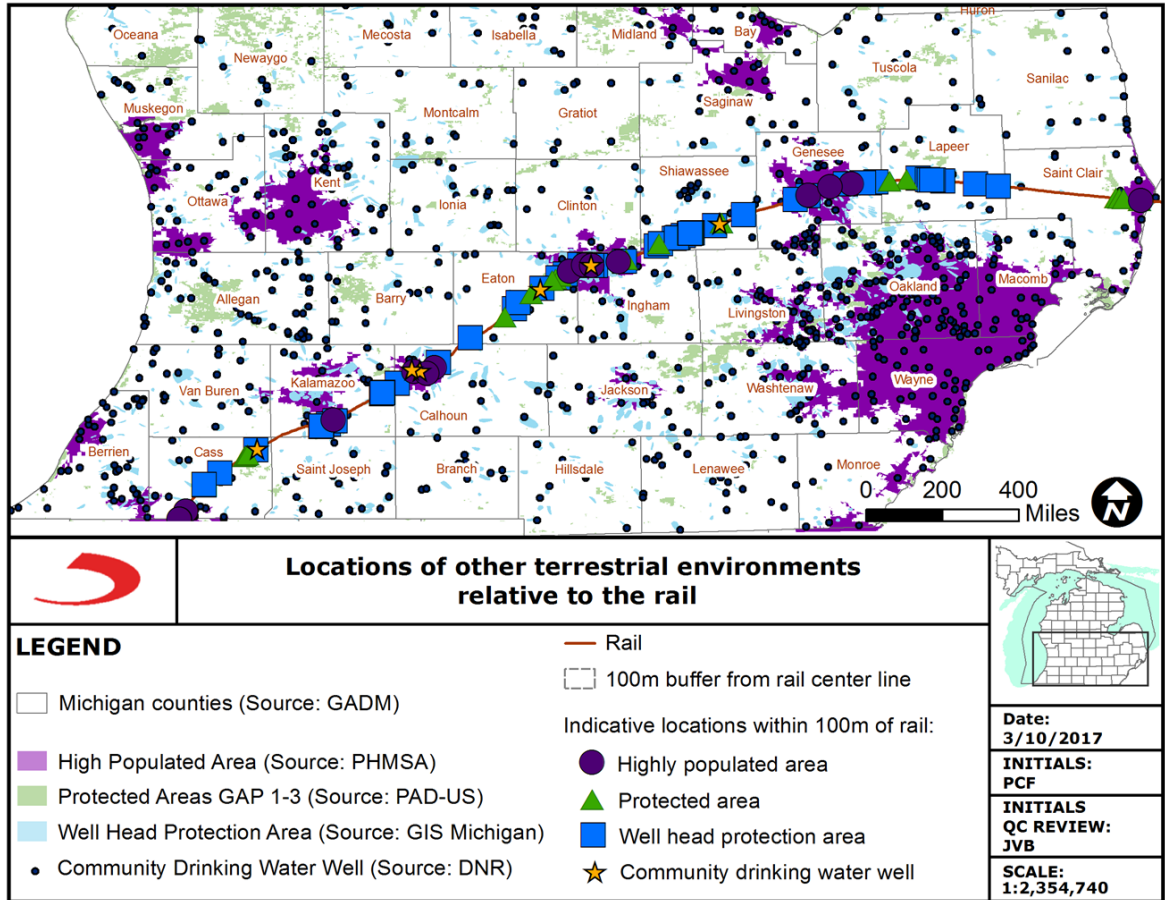 Huron
Oceana
Mecosta
Isabella
Midland
Bay
Newaygo
Tuscola
Sanilac
Muskegon
Montcalm
Gratiot
Saginaw
Genesee
Lapeer
Kent
Shiawassee
Saint Clair
Ottawa
Ionia
Clinton
Eaton
Allegan
Barry
Ingham
Livingston
Oakland
Macomb
Van Buren
Kalamazoo
Jackson
Washtenaw
Wayne
Calhoun
Berrien
Cass
Saint Joseph
Branch
Hillsdale
Lenawee
Monroe
0 200 400
Miles
N
Locations of other terrestrial environments
relative to the rail
LEGEND
Michigan counties (Source: GADM)
High Populated Area (Source: PHMSA)
Protected Areas GAP 1-3 (Source: PAD-US)
Well Head Protection Area (Source: GIS Michigan)
Community Drinking Water Well (Source: DNR)
Rail
100m buffer from rail center line
Indicative locations within 100m of rail:
Highly populated area
Protected area
Well head protection area
Community drinking water well
Date:
3/10/2017
INITIALS:
PCF
INITIALS
QC REVIEW:
JVB
SCALE:
1:2,354,740